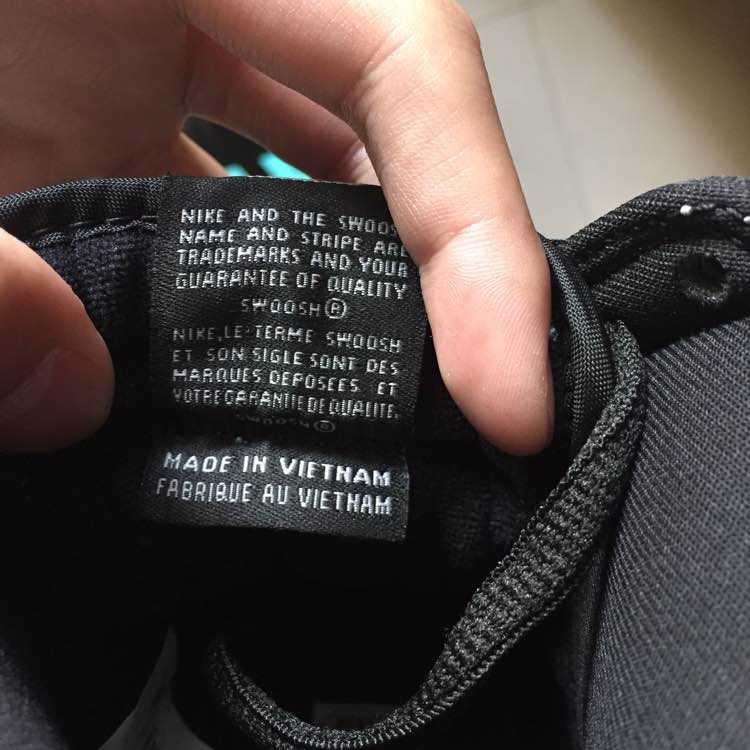 NIKE AND THE SWOOS
NAME AND STRIPE ARE
TRADEMARKS AND YOUR
GUARANTEE OF QUALITY
SWOOSH®
NIKE,LE TERME SWOOSH
ET SON SIGLE SONT DES
MARQUES DEPOSEES ET
VOTRE GARANTIE DE QUALITE.
SWOOSH®
MADE IN VIETNAM
FABRIQUE AU VIETNAM